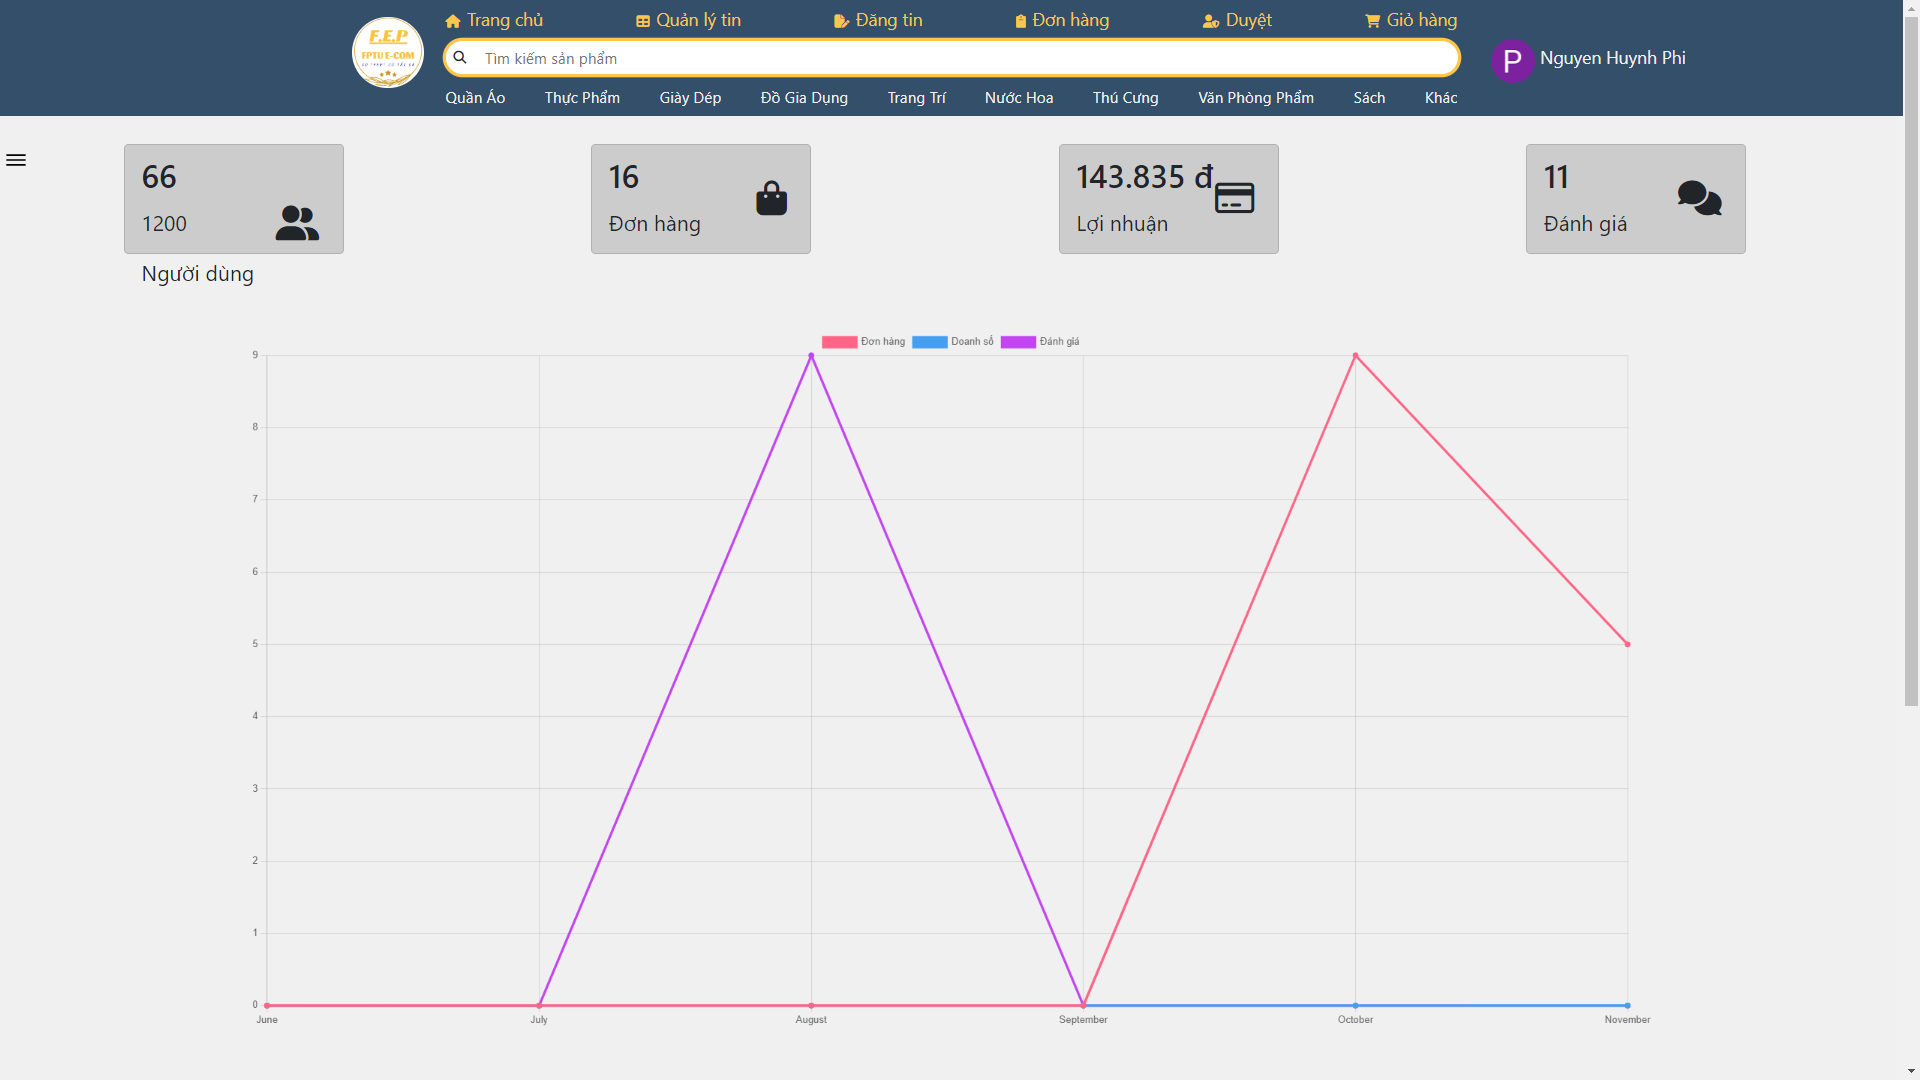 Trang chủ Quản lý tin Đăng tin Đơn hàng Duyệt Giỏ hàng
F.E.P
FPTU E-COM
Tìm kiếm sản phẩm
P Nguyen Huynh Phi
Quần Áo Thực Phẩm Giày Dép Đồ Gia Dụng Trang Trí Nước Hoa Thú Cưng Văn Phòng Phẩm Sách Khác
66
1200
Người dùng
16
Đơn hàng
143.835 đ
Lợi nhuận
11
Đánh giá
Đơn hàng Doanh số Đánh giá
9
8
7
6
5
4
3
2
1
0
June July August September October November